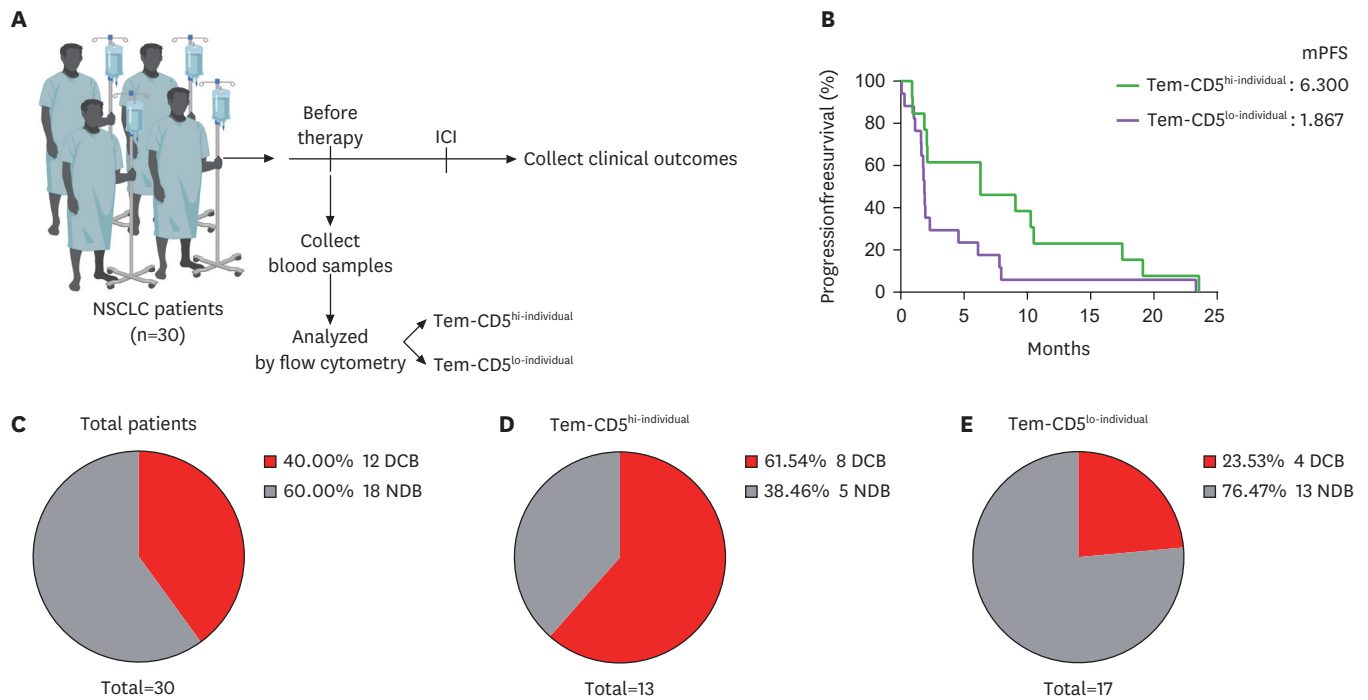 A
Before
therapy
ICI
Collect clinical outcomes
Collect
blood samples
NSCLC patients
(n=30)
Analyzed
by flow cytometry
Tem-CD5hi-individual
Tem-CD5lo-individual
B
mPFS
Tem-CD5hi-individual : 6.300
Tem-CD5lo-individual : 1.867
Progressionfreesurvival (%)
100
80
60
40
20
0
0 5 10 15 20 25
Months
C
Total patients
40.00% 12 DCB
60.00% 18 NDB
Total=30
D
Tem-CD5hi-individual
61.54% 8 DCB
38.46% 5 NDB
Total=13
E
Tem-CD5lo-individual
23.53% 4 DCB
76.47% 13 NDB
Total=17